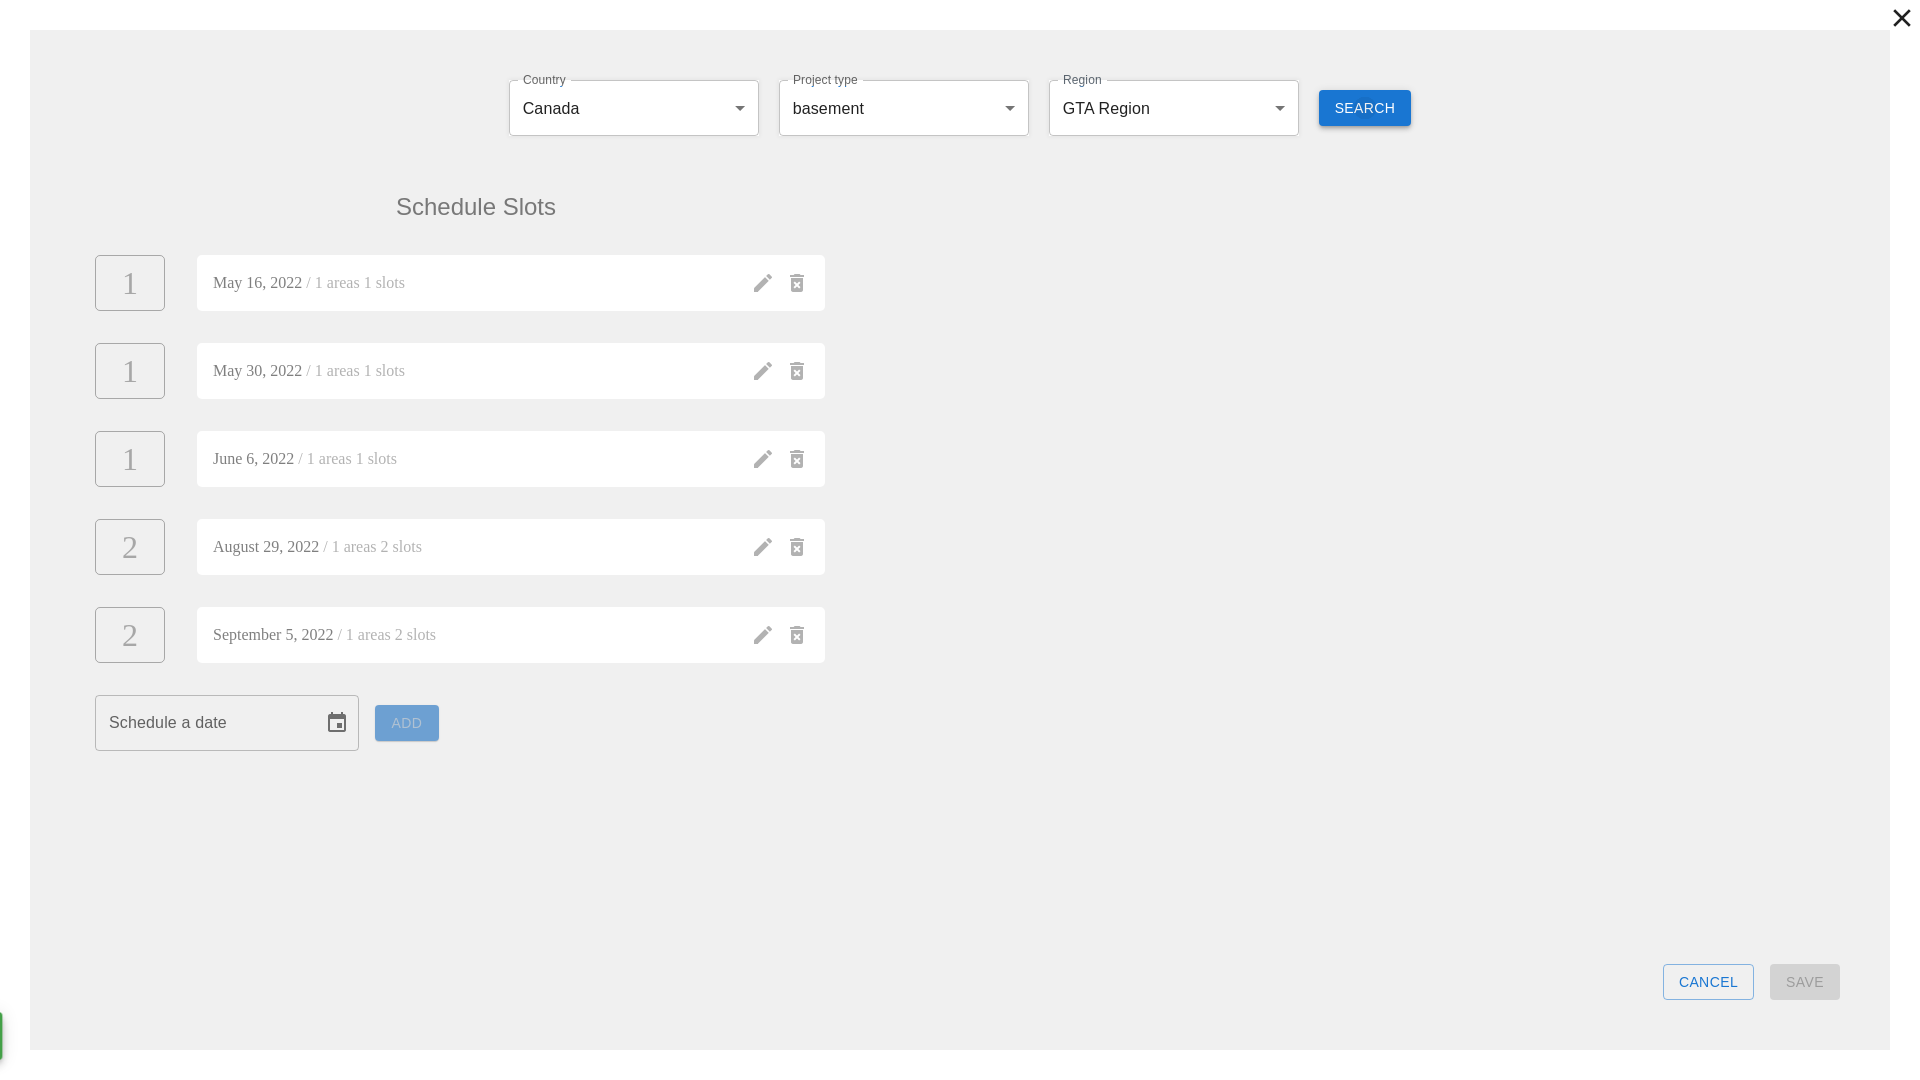 Country
Canada
Project type
basement
Region
GTA Region
SEARCH
Schedule Slots
1
May 16, 2022 / 1 areas 1 slots
1
May 30, 2022 / 1 areas 1 slots
1
June 6, 2022 / 1 areas 1 slots
2
August 29, 2022 / 1 areas 2 slots
2
September 5, 2022 / 1 areas 2 slots
Schedule a date
ADD
CANCEL
SAVE